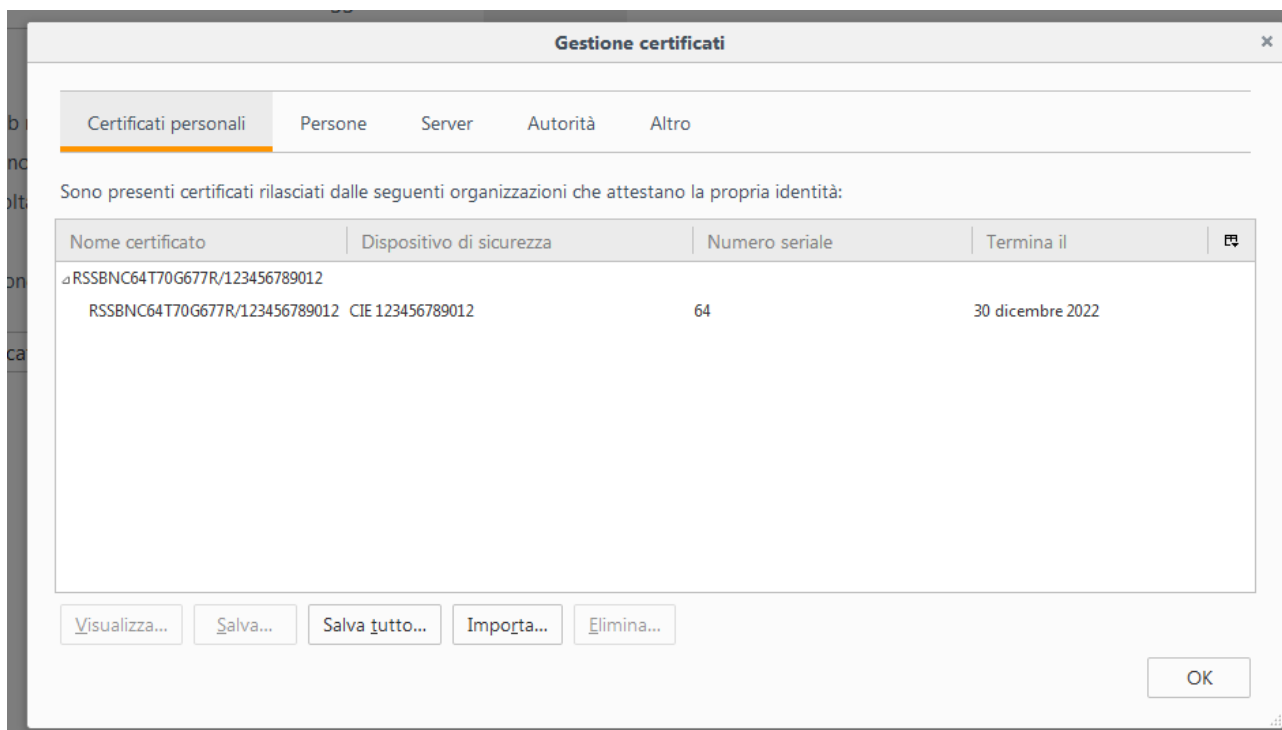 Gestione certificati
Certificati personali Persone Server Autorità Altro
Sono presenti certificati rilasciati dalle seguenti organizzazioni che attestano la propria identità:
Nome certificato Dispositivo di sicurezza Numero seriale Termina il
RSSBNC64T70G677R/123456789012
RSSBNC64T70G677R/123456789012 CIE 123456789012 64 30 dicembre 2022
Visualizza... Salva... Salva tutto... Importa... Elimina...
OK